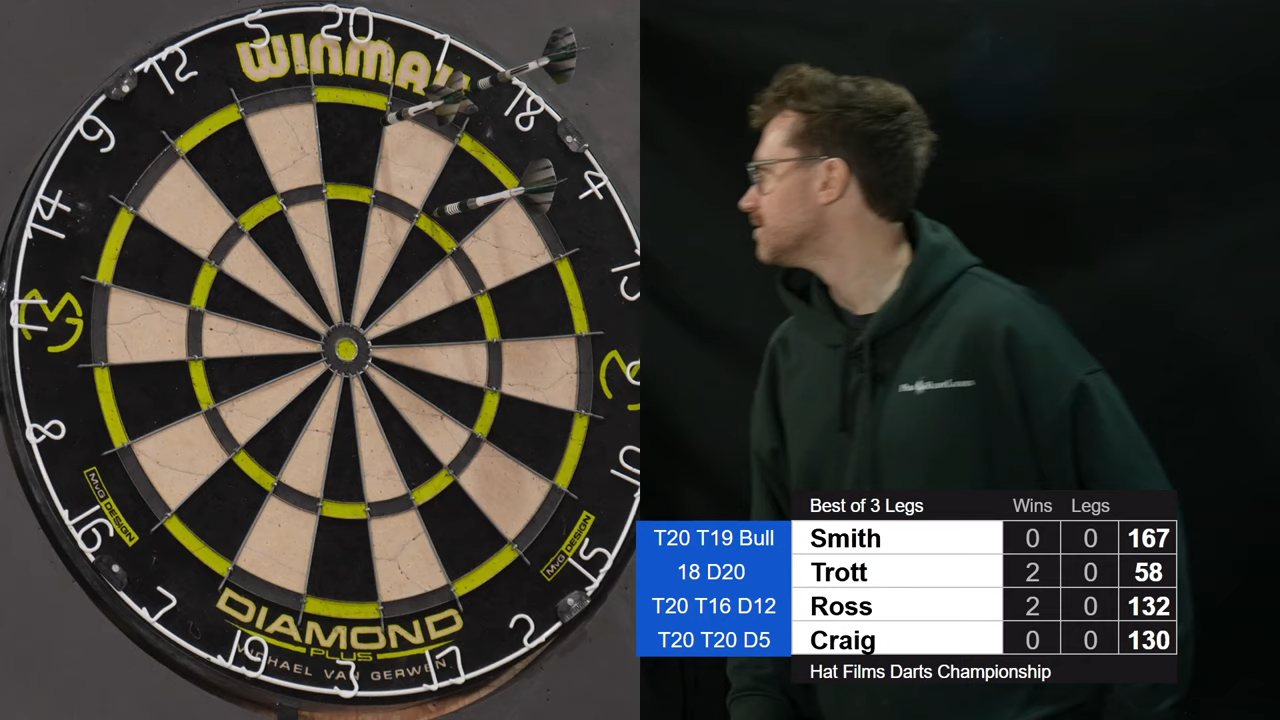 5 20 1
12 18
9 4
14
11
8
16 10
7 15
19 3 17 2
WINMAU
MvG DESIGN
MvG DESIGN
DIAMOND
PLUS
MICHAEL VAN GERWEN
Best of 3 Legs Wins Legs
T20 T19 Bull Smith 0 0 167
18 D20 Trott 2 0 58
T20 T16 D12 Ross 2 0 132
T20 T20 D5 Craig 0 0 130
Hat Films Darts Championship